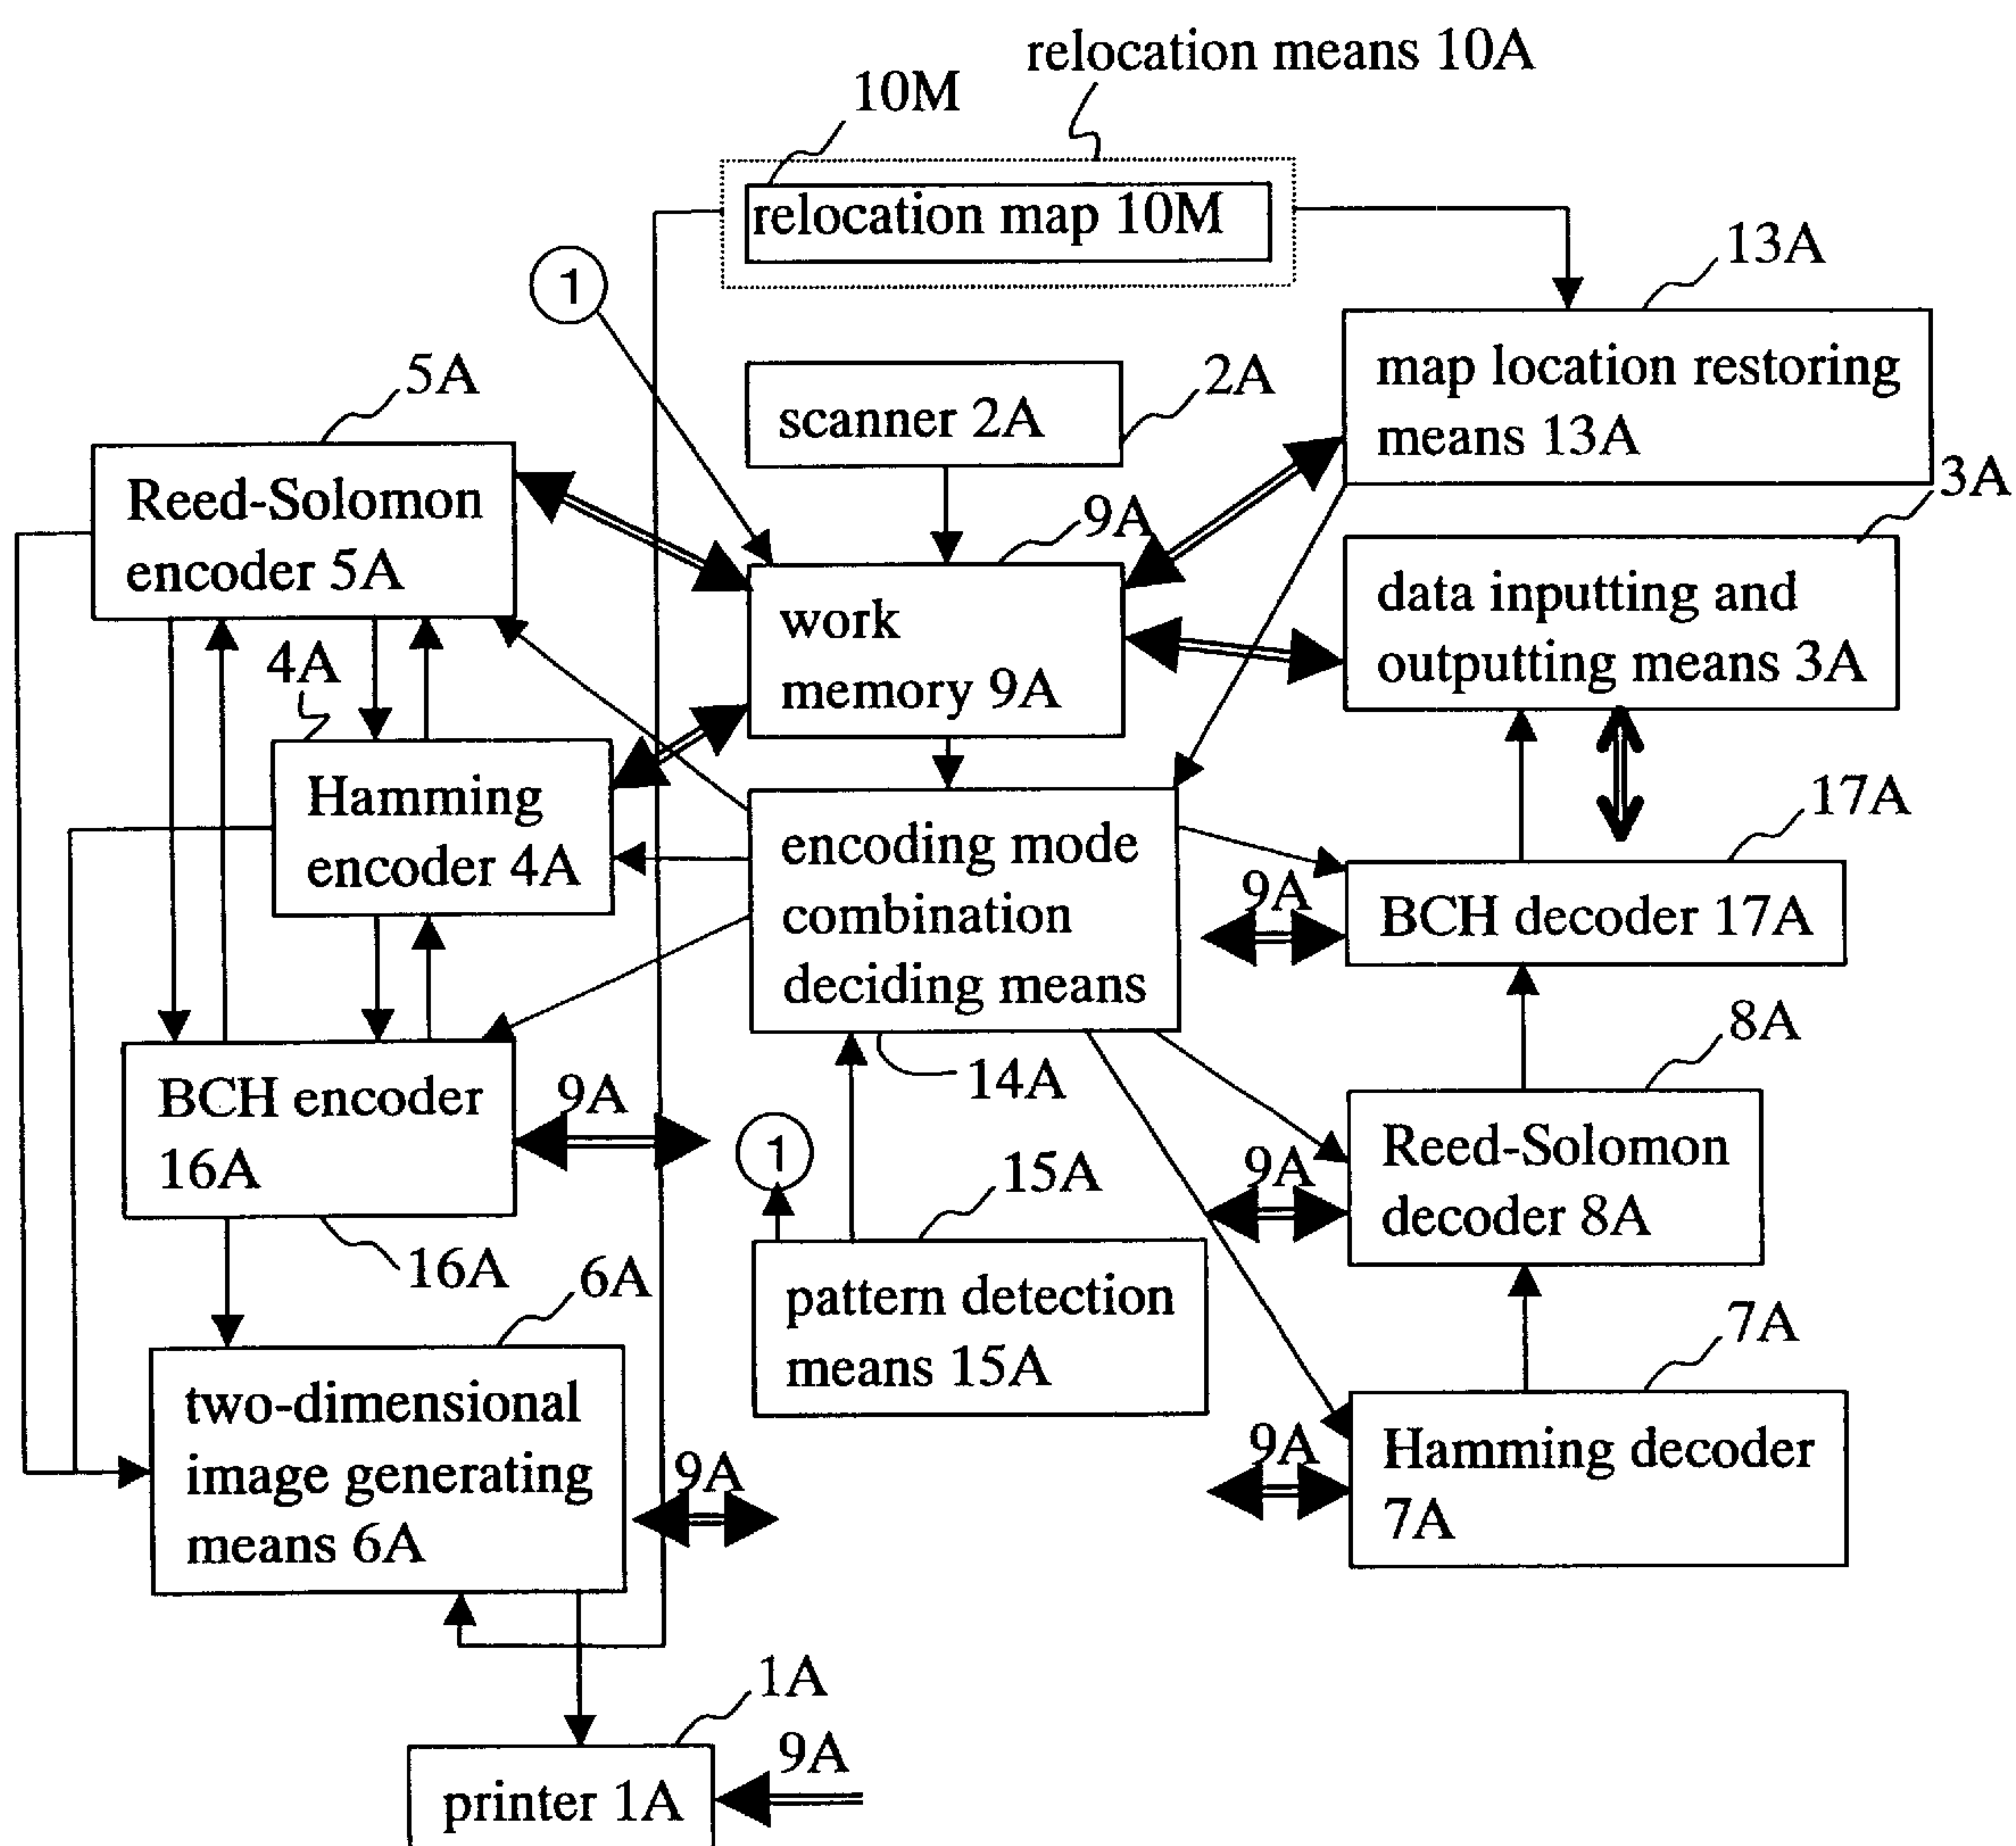 relocation means 10A
10M
relocation map 10M
13A
1
map location restoring
means 13A
5A
scanner 2A
2A
3A
Reed-Solomon
encoder 5A
9A
data inputting and
outputting means 3A
work
memory 9A
4A
Hamming
encoder 4A
17A
encoding mode
combination
deciding means
9A
BCH decoder 17A
8A
14A
BCH encoder
16A
9A
1
15A
9A
Reed-Solomon
decoder 8A
16A
6A
pattern detection
means 15A
7A
two-dimensional
image generating
means 6A
9A
9A
Hamming decoder
7A
1A
9A
printer 1A